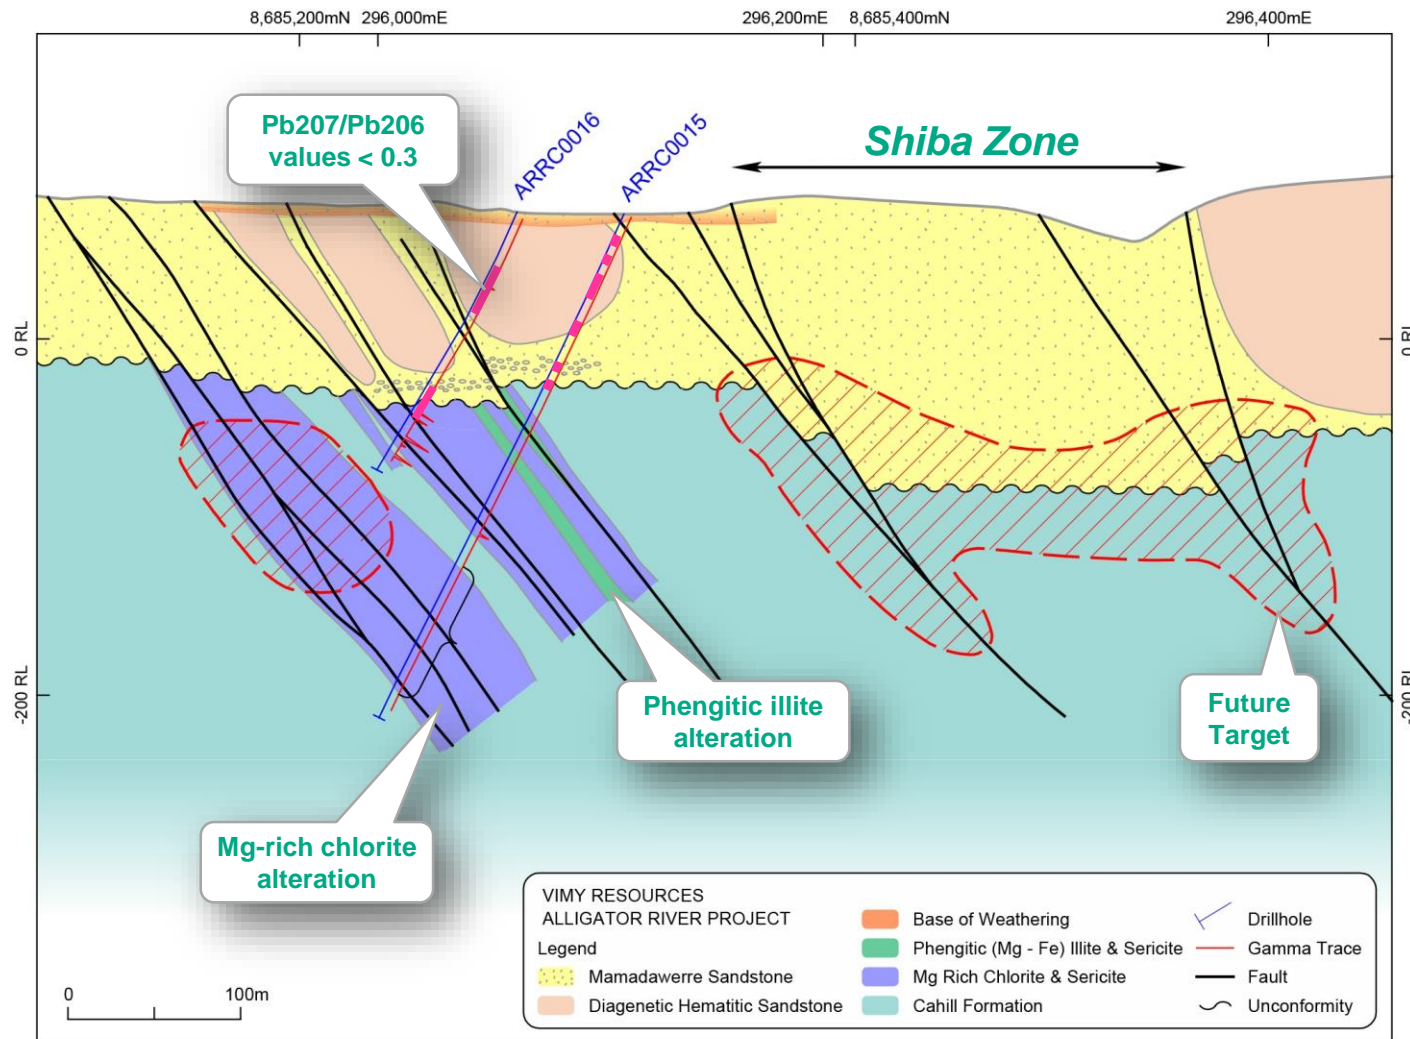 8,685,200mN 296,000mE 296,200mE 8,685,400mN 296,400mE
Pb207/Pb206
values < 0.3
ARRC0016
ARRC0015
Shiba Zone
0 RL
0 RL
-200 RL
-200 RL
Phengitic illite
alteration
Future
Target
Mg-rich chlorite
alteration
VIMY RESOURCES
ALLIGATOR RIVER PROJECT
Legend
Mamadawerre Sandstone
Diagenetic Hematitic Sandstone
Base of Weathering
Phengitic (Mg - Fe) Illite & Sericite
Mg Rich Chlorite & Sericite
Cahill Formation
Drillhole
Gamma Trace
Fault
Unconformity
0 100m